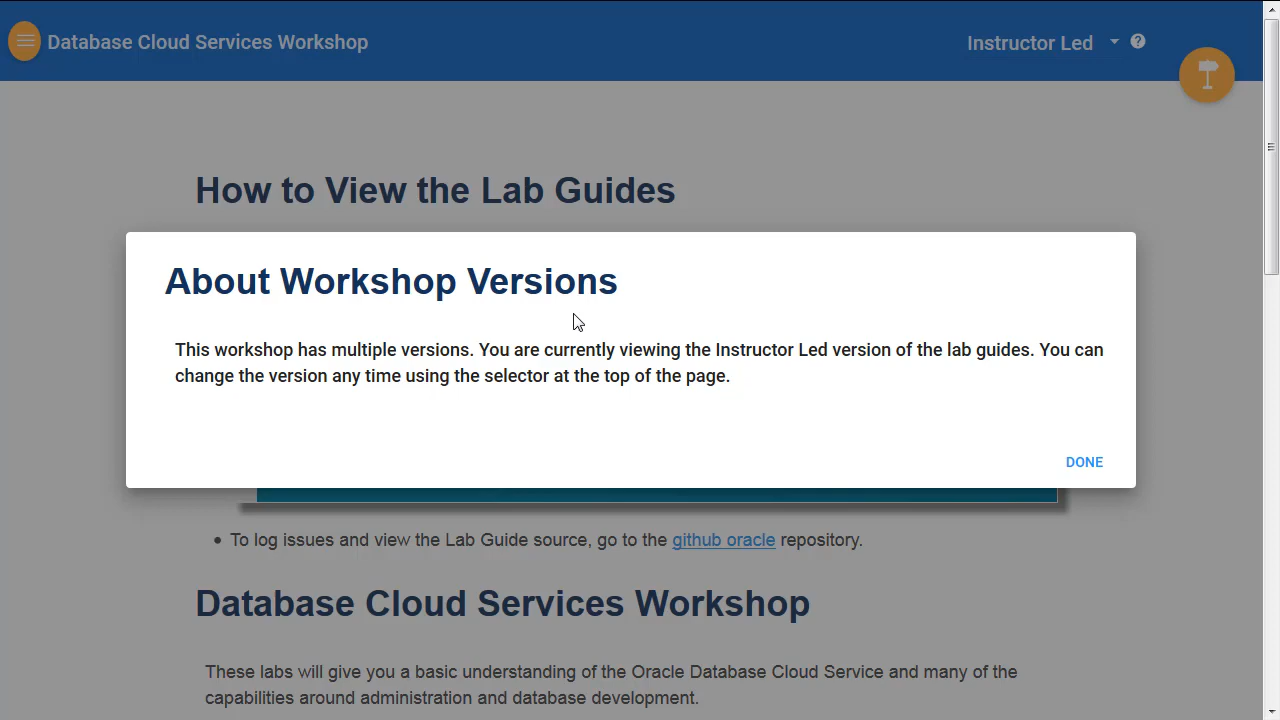 Database Cloud Services Workshop
Instructor Led
How to View the Lab Guides
About Workshop Versions
This workshop has multiple versions. You are currently viewing the Instructor Led version of the lab guides. You can
change the version any time using the selector at the top of the page.
DONE
To log issues and view the Lab Guide source, go to the github oracle repository.
Database Cloud Services Workshop
These labs will give you a basic understanding of the Oracle Database Cloud Service and many of the
capabilities around administration and database development.